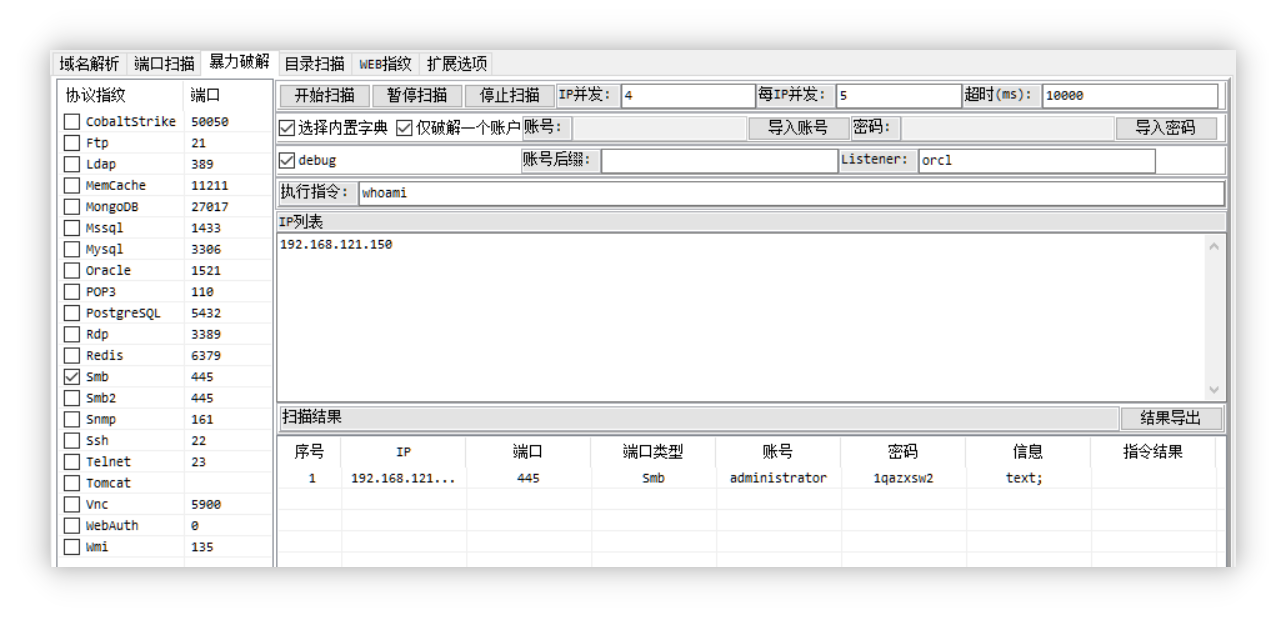 域名解析 端口扫描 暴力破解 目录扫描 WEB指纹 扩展选项
协议指纹 端口
CobaltStrike 50050
Ftp 21
Ldap 389
MemCache 11211
MongoDB 27017
Mssql 1433
Mysql 3306
Oracle 1521
POP3 110
PostgreSQL 5432
Rdp 3389
Redis 6379
Smb 445
Smb2 445
Snmp 161
Ssh 22
Telnet 23
Tomcat
Vnc 5900
WebAuth 0
Wmi 135
开始扫描 暂停扫描 停止扫描 IP并发: 4 每IP并发: 5 超时(ms): 10000
选择内置字典 仅破解一个账户 账号: 导入账号 密码: 导入密码
debug 账号后缀: Listener: orcl
执行指令: whoami
IP列表
192.168.121.150
扫描结果 结果导出
序号 IP 端口 端口类型 账号 密码 信息 指令结果
1 192.168.121... 445 Smb administrator 1qazxsw2 text;